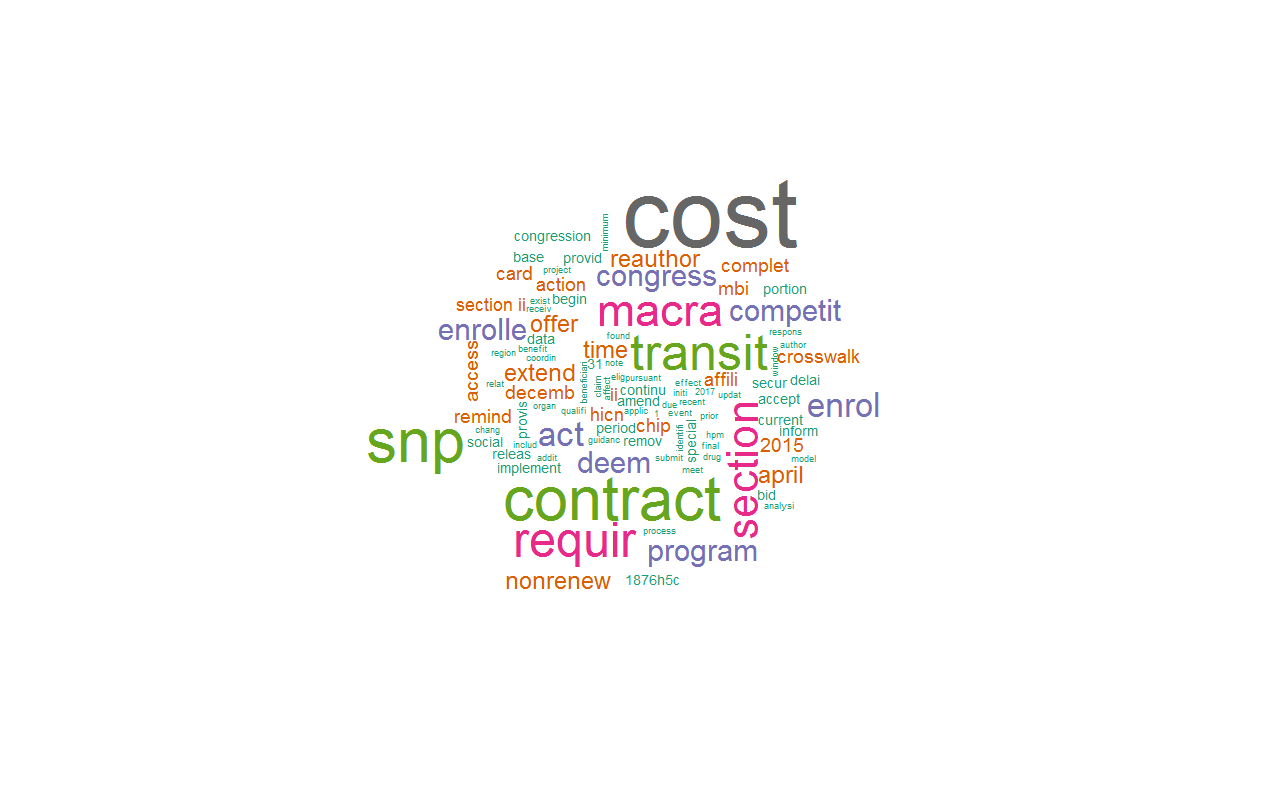 cost
congression
minimum
base
provid
reauthor
complet
card
project
action
congress
mbi
portion
section ii
exist
begin
receiv
macra
competit
enrolle
offer
data
found
respons
region
benefit
coordin
time
transit
author
crosswalk
window
access
extend
31
note
relat
decemb
beneficiari
claim
affect
elig
pursuant
continu
effect
affili
secur
delai
ii
initi
2017
updat
amend
due
recent
accept
enrol
remind
provis
organ
qualifi
hicn
applic
1
event
prior
current
snp
chang
social
act
period
chip
special
identifi
hpm
section
inform
includ
guidanc
remov
final
2015
releas
addit
deem
submit
drug
model
implement
meet
april
contract
bid
analysi
requir
process
program
nonrenew
1876h5c